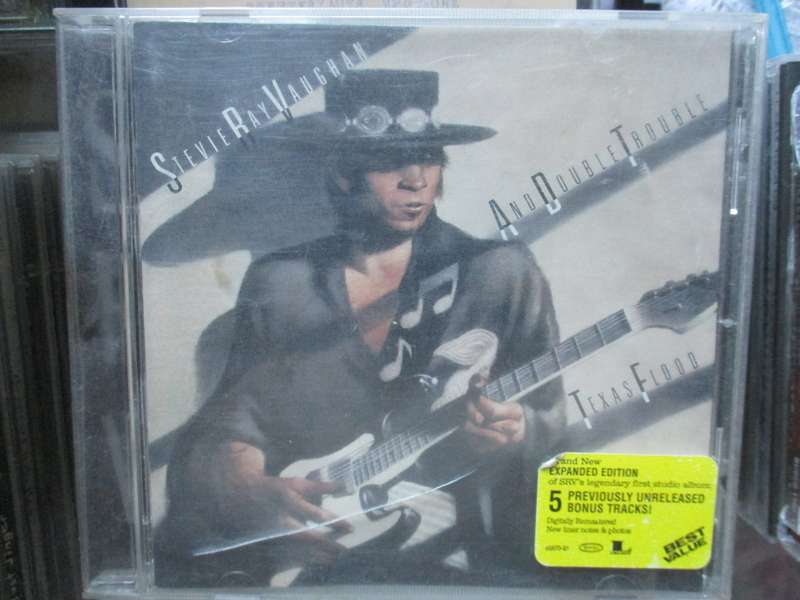 Stevie Ray Vaughan
And Double Trouble
Texas Flood
Brand New
EXPANDED EDITION
of SRV's legendary first studio album;
5 PREVIOUSLY UNRELEASED
BONUS TRACKS!
Digitally Remastered
New liner notes & photos
BEST
VALUE